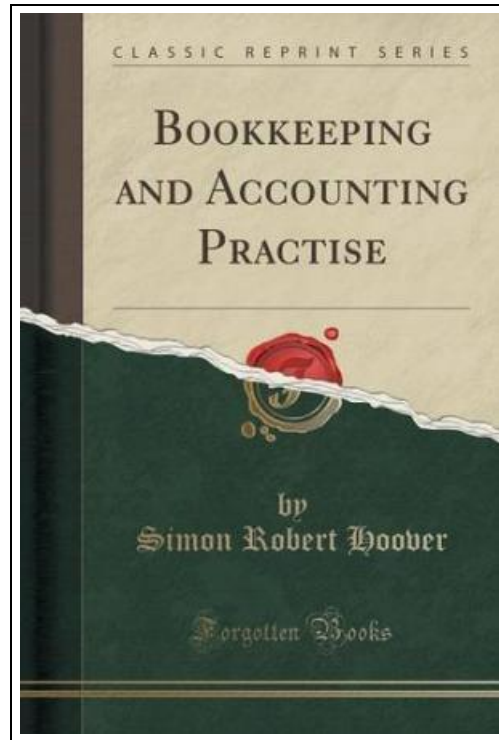 CLASSIC REPRINT SERIES
BOOKKEEPING
AND ACCOUNTING
PRACTISE
by
Simon Robert Hoover
Forgotten Books